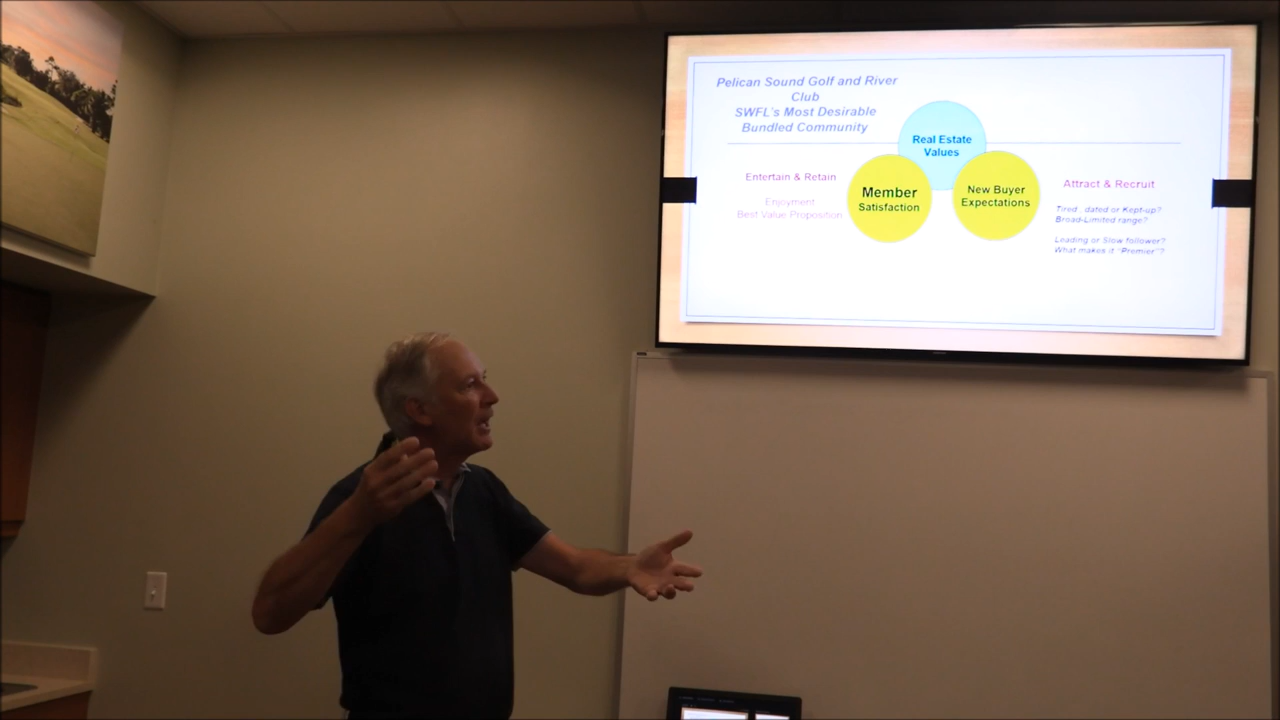 Pelican Sound Golf and River
Club
SWFL's Most Desirable
Bundled Community
Real Estate
Values
Entertain & Retain
Enjoyment
Best Value Proposition
Member
Satisfaction
New Buyer
Expectations
Attract & Recruit
Tired , dated or Kept-up?
Broad-Limited range?
Leading or Slow follower?
What makes it "Premier"?